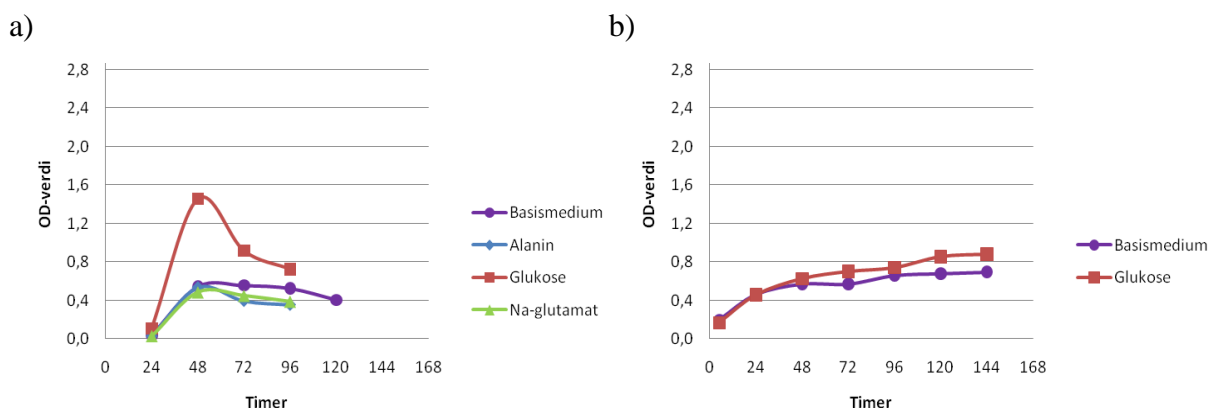 a)
OD-verdi
2,8
2,4
2,0
1,6
1,2
0,8
0,4
0,0
0 24 48 72 96 120 144 168
Timer
Basismedium
Alanin
Glukose
Na-glutamat
b)
OD-verdi
2,8
2,4
2,0
1,6
1,2
0,8
0,4
0,0
0 24 48 72 96 120 144 168
Timer
Basismedium
Glukose